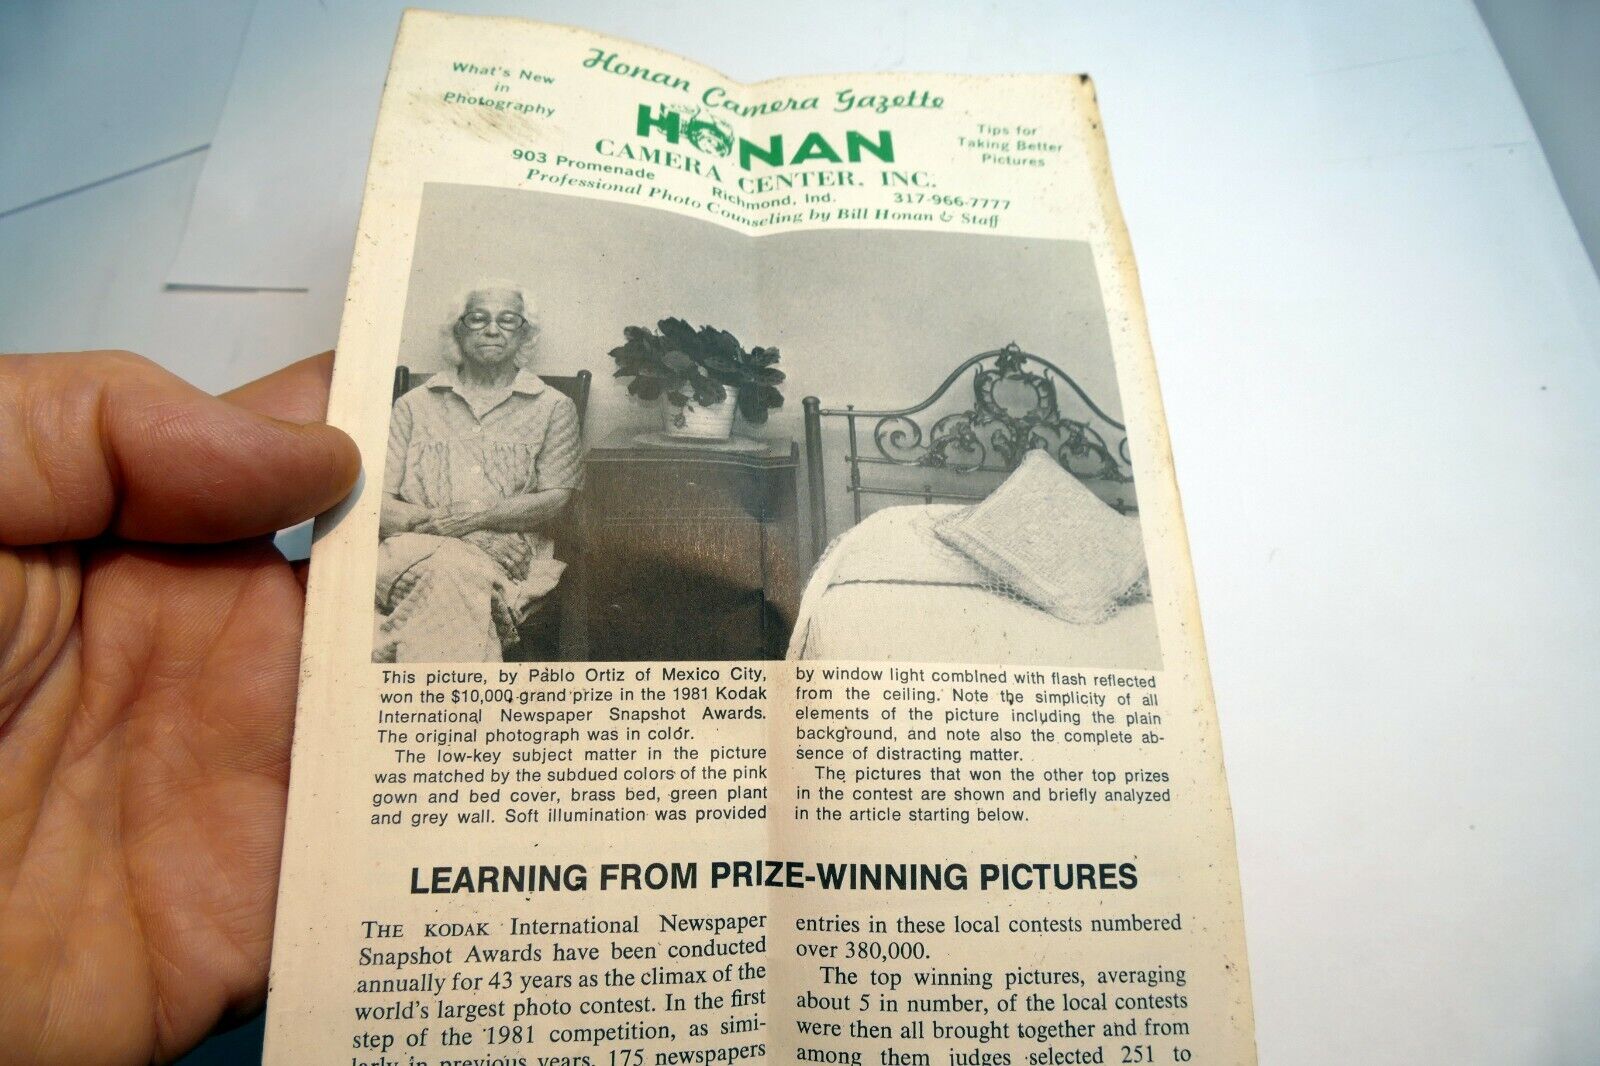 What's New
in
Photography
Honan Camera Gazette
HONAN
CAMERA CENTER, INC.
903 Promenade Richmond, Ind. 317-966-7777
Professional Photo Counseling by Bill Honan & Staff
Tips for
Taking Better
Pictures
This picture, by Pablo Ortiz of Mexico City,
won the $10,000 grand prize in the 1981 Kodak
International Newspaper Snapshot Awards.
The original photograph was in color.
The low-key subject matter in the picture
was matched by the subdued colors of the pink
gown and bed cover, brass bed, green plant
and grey wall. Soft illumination was provided
by window light combined with flash reflected
from the ceiling. Note the simplicity of all
elements of the picture including the plain
background, and note also the complete ab-
sence of distracting matter.
The pictures that won the other top prizes
in the contest are shown and briefly analyzed
in the article starting below.
LEARNING FROM PRIZE-WINNING PICTURES
THE KODAK International Newspaper
Snapshot Awards have been conducted
annually for 43 years as the climax of the
world's largest photo contest. In the first
step of the 1981 competition, as simi-
larly in previous years, 175 newspapers
entries in these local contests numbered
over 380,000.
The top winning pictures, averaging
about 5 in number, of the local contests
were then all brought together and from
among them judges selected 251 to